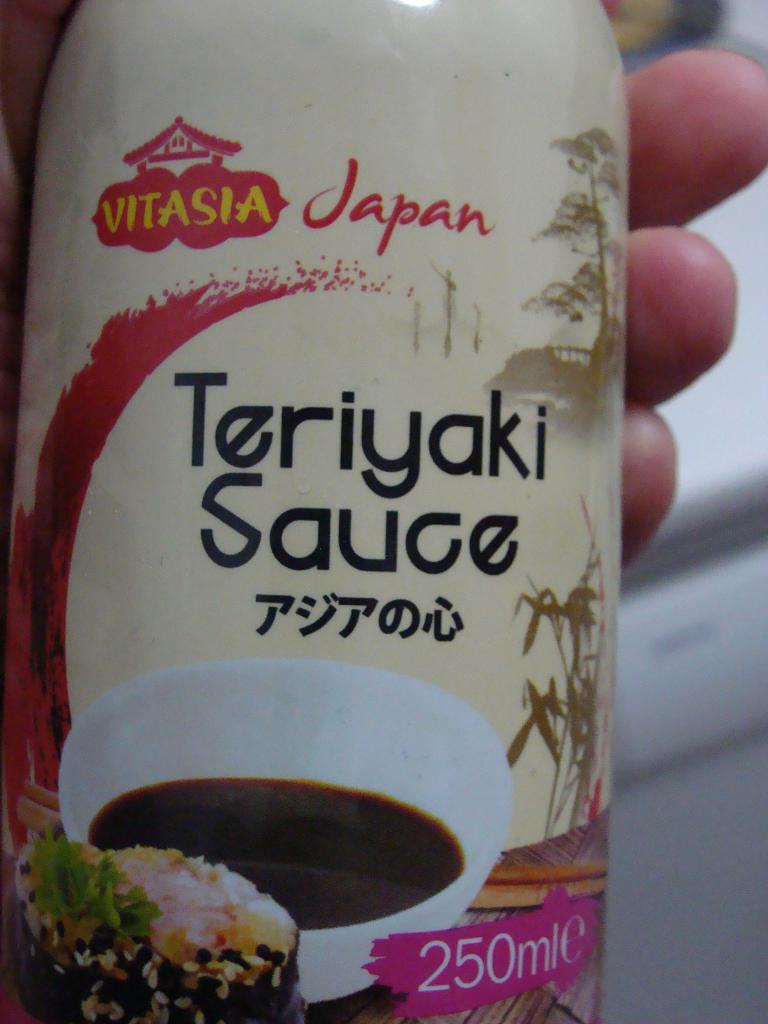 VITASIA Japan
Teriyaki
Sauce
アジアの心
250ml℮